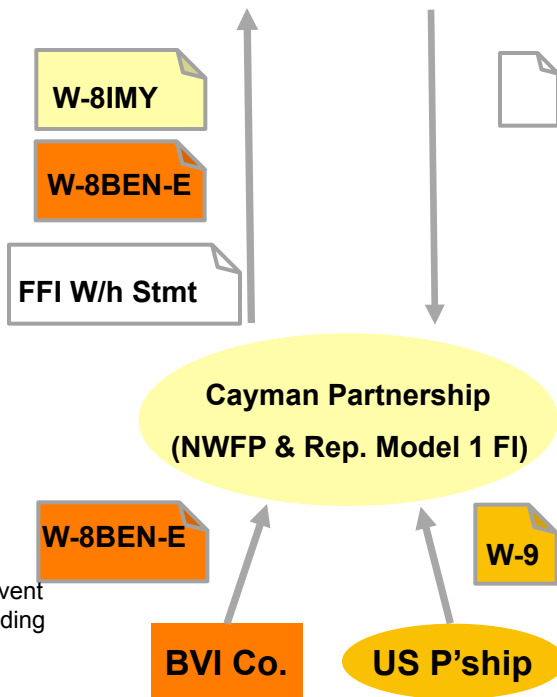 W-8IMY
W-8BEN-E
FFI W/h Stmt
Cayman Partnership
(NWFP & Rep. Model 1 FI)
W-8BEN-E
W-9
BVI Co.
US P'ship